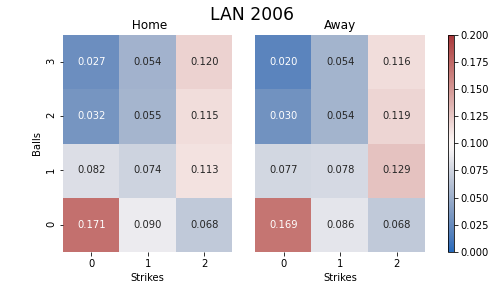 LAN 2006
Home Away
3 0.027 0.054 0.120 0.020 0.054 0.116
2 0.032 0.055 0.115 0.030 0.054 0.119
1 0.082 0.074 0.113 0.077 0.078 0.129
0 0.171 0.090 0.068 0.169 0.086 0.068
Balls
0 1 2 0 1 2
Strikes Strikes
0.200
0.175
0.150
0.125
0.100
0.075
0.050
0.025
0.000